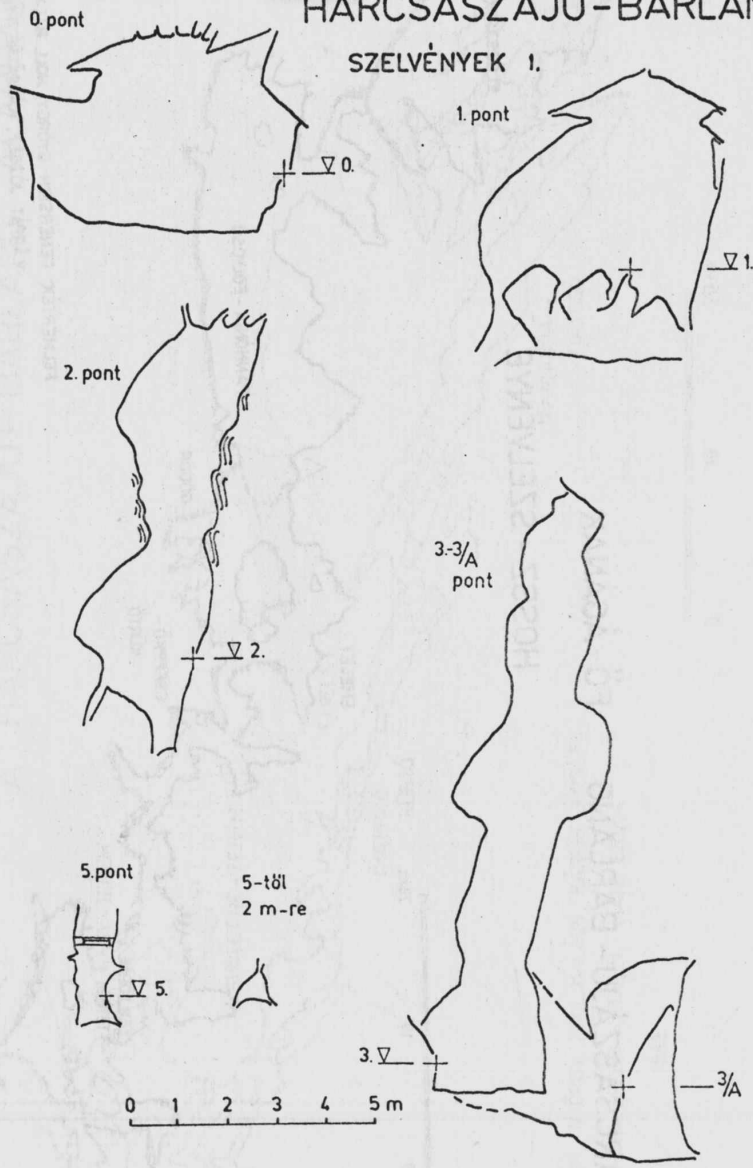 HARCSASZÁJÚ-BARLAN
SZELVÉNYEK 1.
0. pont
▽ 0.
1. pont
▽ 1.
2. pont
▽ 2.
3.-3/A
pont
5. pont
5-től
2 m-re
▽ 5.
3. ▽
3/A
0 1 2 3 4 5 m